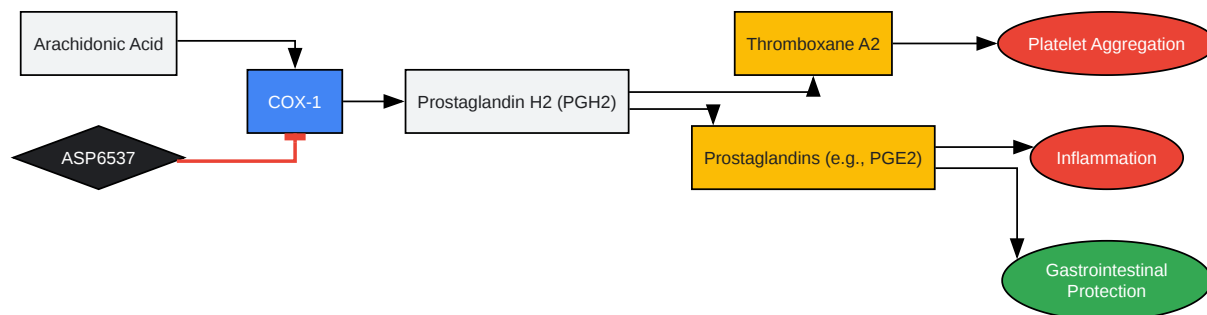 Arachidonic Acid
COX-1
ASP6537
Prostaglandin H2 (PGH2)
Thromboxane A2
Prostaglandins (e.g., PGE2)
Platelet Aggregation
Inflammation
Gastrointestinal
Protection